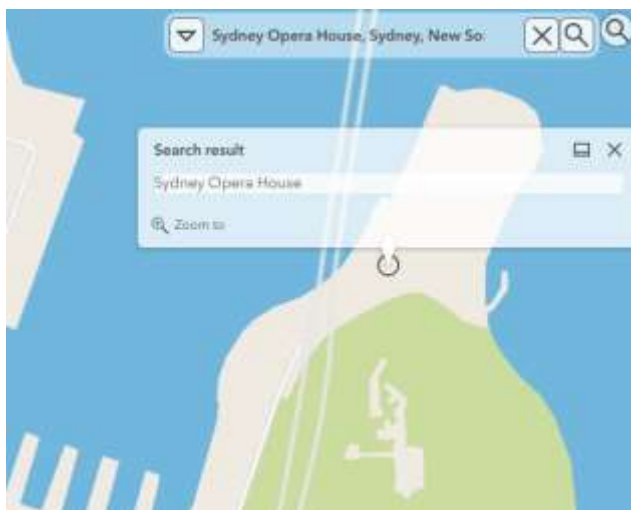 Sydney Opera House, Sydney, New So
Search result
Sydney Opera House
Zoom to